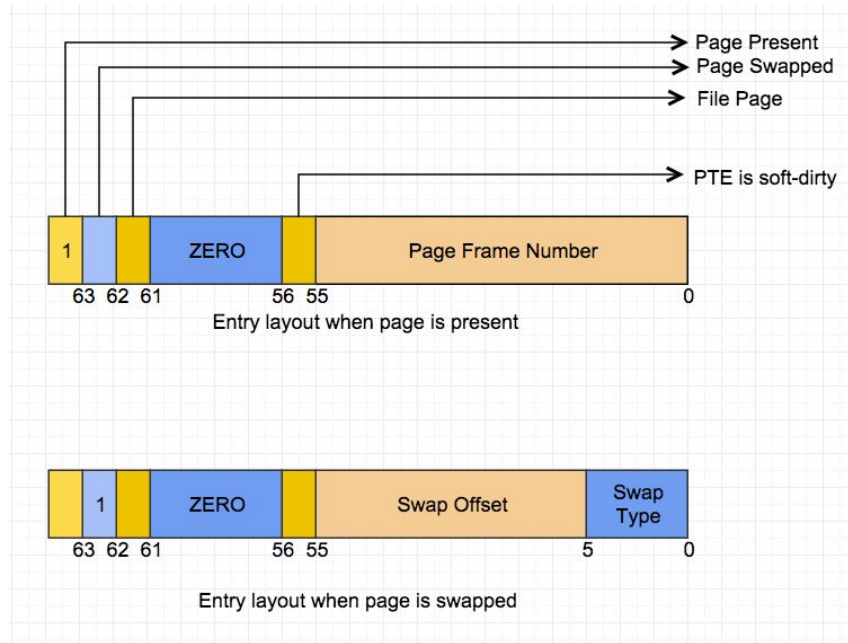 Page Present
Page Swapped
File Page
PTE is soft-dirty
1 ZERO Page Frame Number
63 62 61 56 55 0
Entry layout when page is present
1 ZERO Swap Offset Swap
Type
63 62 61 56 55 5 0
Entry layout when page is swapped